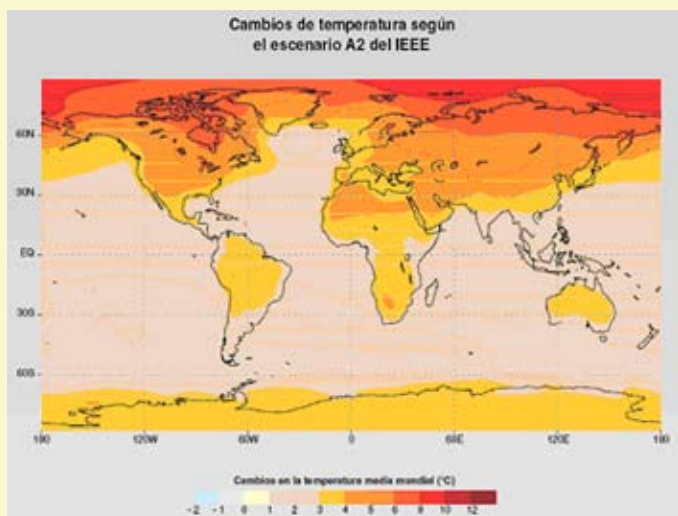 Cambios de temperatura según
el escenario A2 del IEEE
60N
30N
EQ
30S
60S
180 120W 60W 0 60E 120E 180
Cambios en la temperatura media mundial (°C)
-2 -1 0 1 2 3 4 5 6 8 10 12